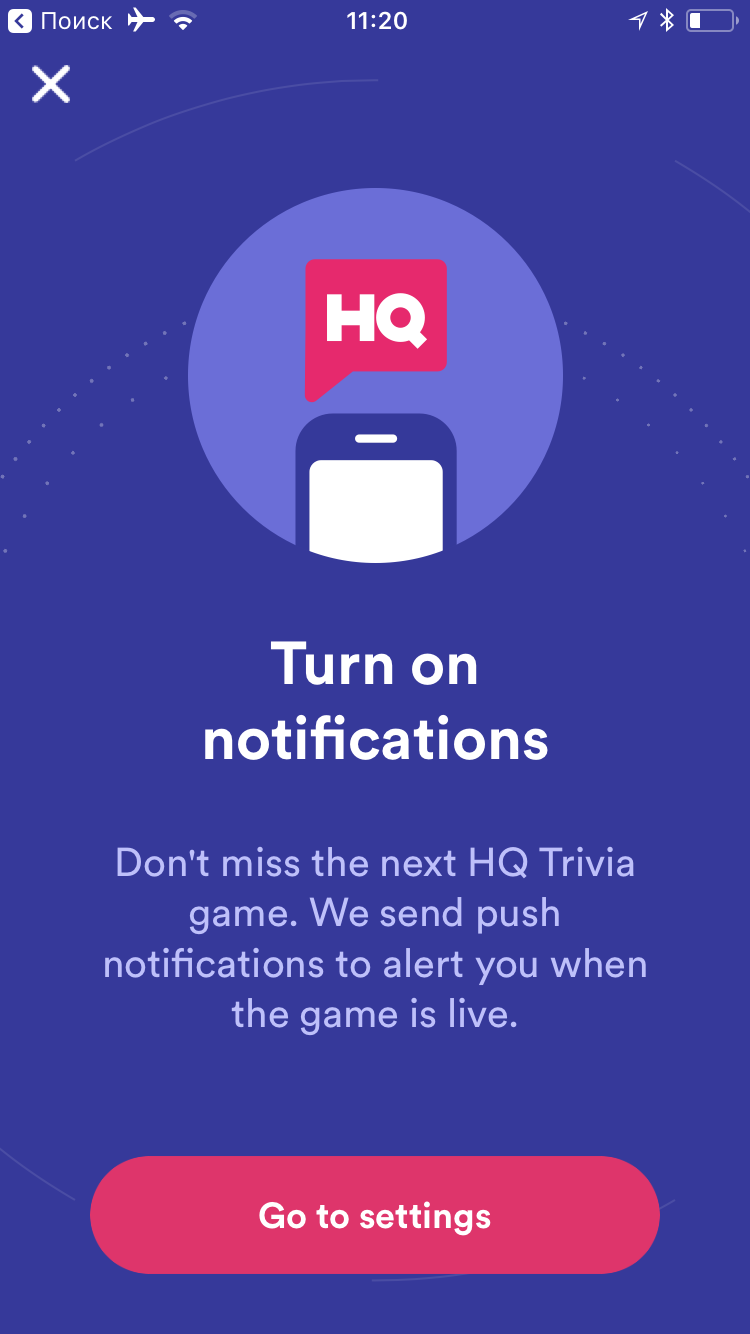 Поиск 11:20
HQ
Turn on
notifications
Don't miss the next HQ Trivia
game. We send push
notifications to alert you when
the game is live.
Go to settings